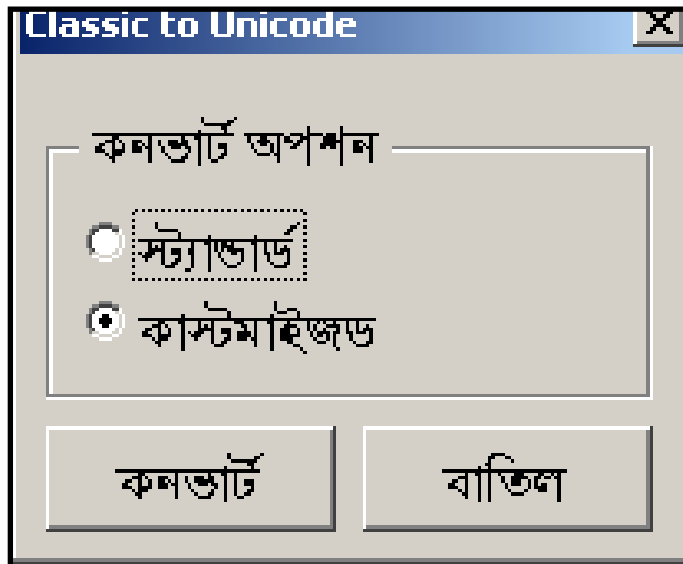 Classic to Unicode
কনভার্ট অপশন
স্ট্যান্ডার্ড
কাস্টমাইজড
কনভার্ট
বাতিল